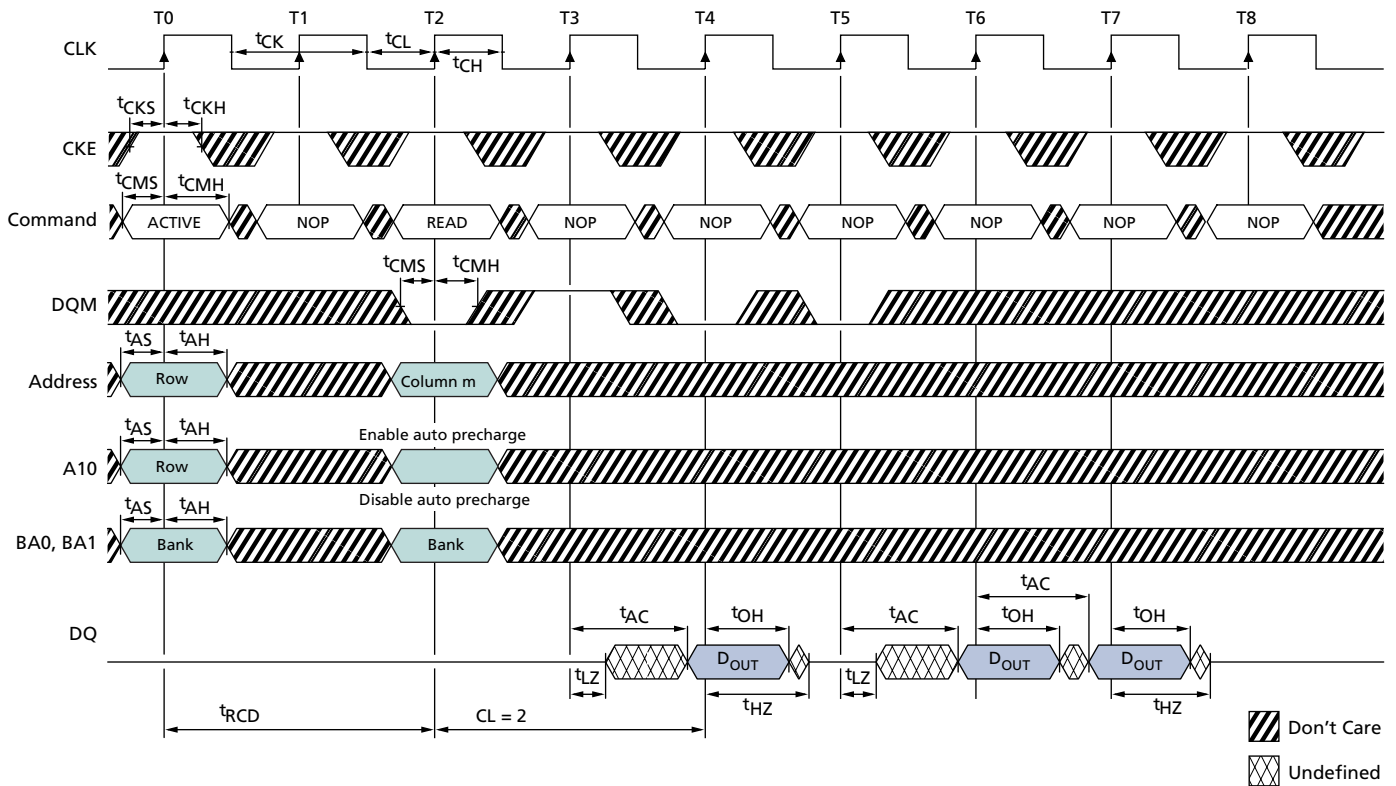 T0 T1 T2 T3 T4 T5 T6 T7 T8
CLK
tCK tCL
tCH
tCKS tCKH
CKE
tCMS tCMH
Command ACTIVE NOP READ NOP NOP NOP NOP NOP NOP
tCMS tCMH
DQM
tAS tAH
Address Row Column m
Enable auto precharge
tAS tAH
A10 Row
Disable auto precharge
tAS tAH
BA0, BA1 Bank Bank
tAC
tAC tOH tAC tOH tOH
DQ
DOUT DOUT DOUT
tLZ tLZ
tHZ tHZ
tRCD CL = 2
Don't Care
Undefined